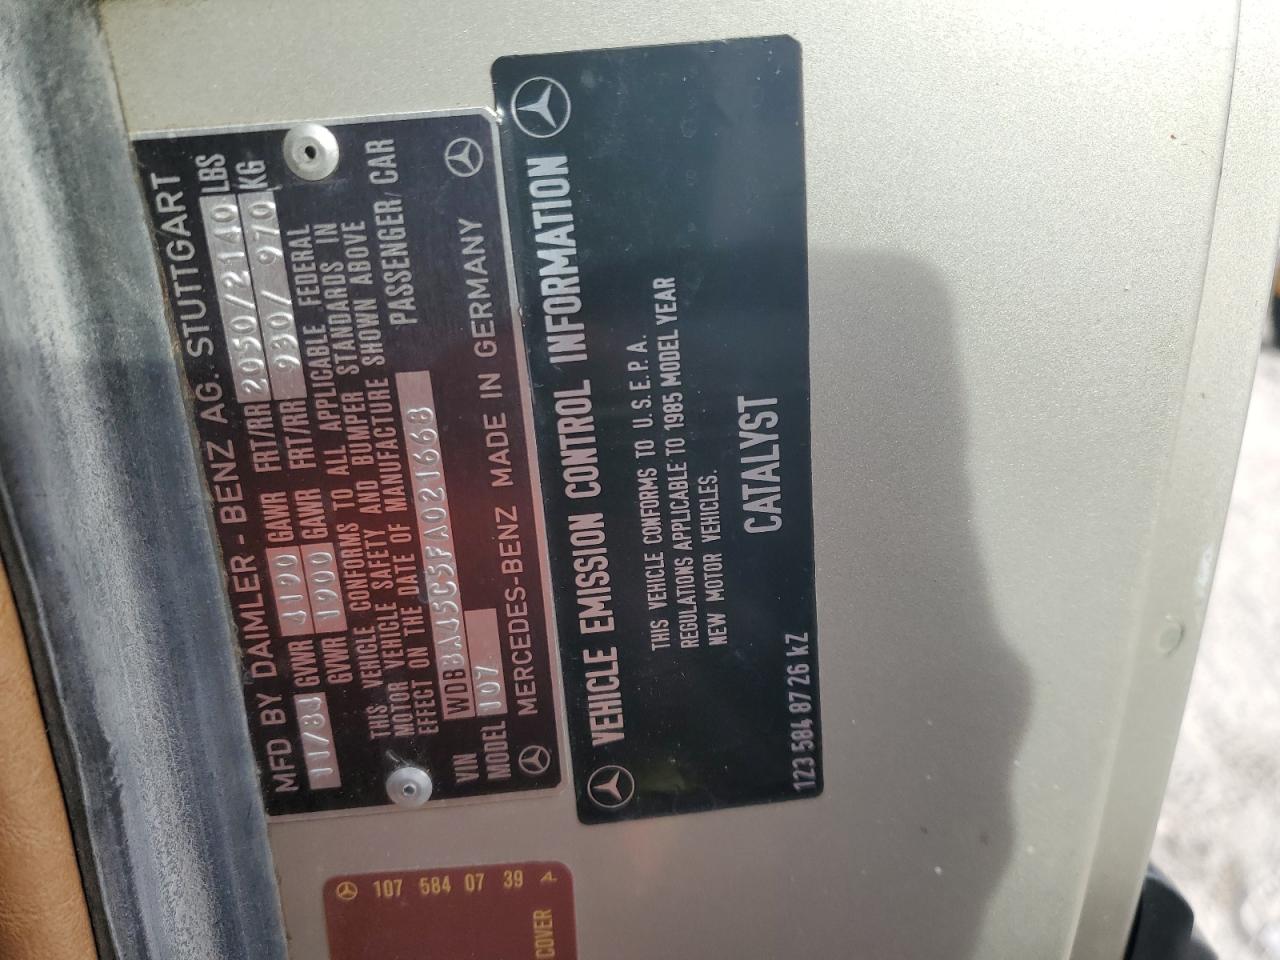 MFD BY DAIMLER - BENZ AG. STUTTGART
GVWR 4190 GAWR FRT/RR 2050/2140 LBS
GVWR 1900 GAWR FRT/RR 930/ 970 KG
THIS VEHICLE CONFORMS TO ALL APPLICABLE FEDERAL
MOTOR VEHICLE SAFETY AND BUMPER STANDARDS IN
EFFECT ON THE DATE OF MANUFACTURE SHOWN ABOVE
VIN WDBBA45C5FA021668 PASSENGER CAR
MODEL 107
MERCEDES-BENZ MADE IN GERMANY
VEHICLE EMISSION CONTROL INFORMATION
THIS VEHICLE CONFORMS TO U. S. E. P. A.
REGULATIONS APPLICABLE TO 1985 MODEL YEAR
NEW MOTOR VEHICLES.
CATALYST
123 584 87 26 kZ
107 584 07 39
COVER